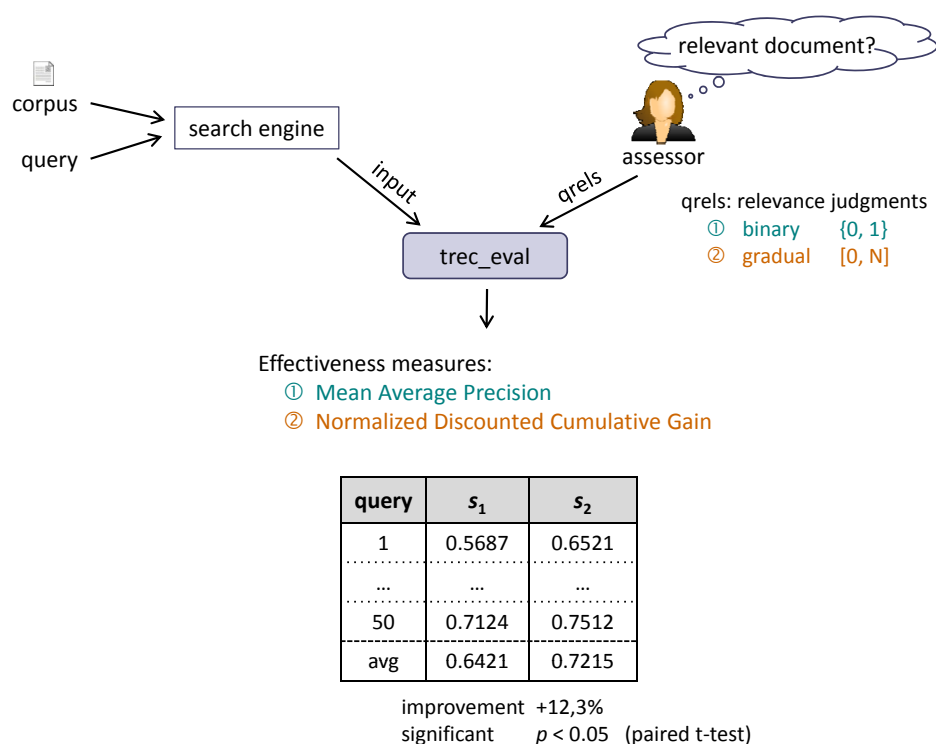 relevant document?
corpus
query
search engine
assessor
input
qrels
qrels: relevance judgments
① binary {0, 1}
② gradual [0, N]
trec_eval
Effectiveness measures:
① Mean Average Precision
② Normalized Discounted Cumulative Gain
query s1 s2
1 0.5687 0.6521
... ... ...
50 0.7124 0.7512
avg 0.6421 0.7215
improvement +12,3%
significant p < 0.05 (paired t-test)